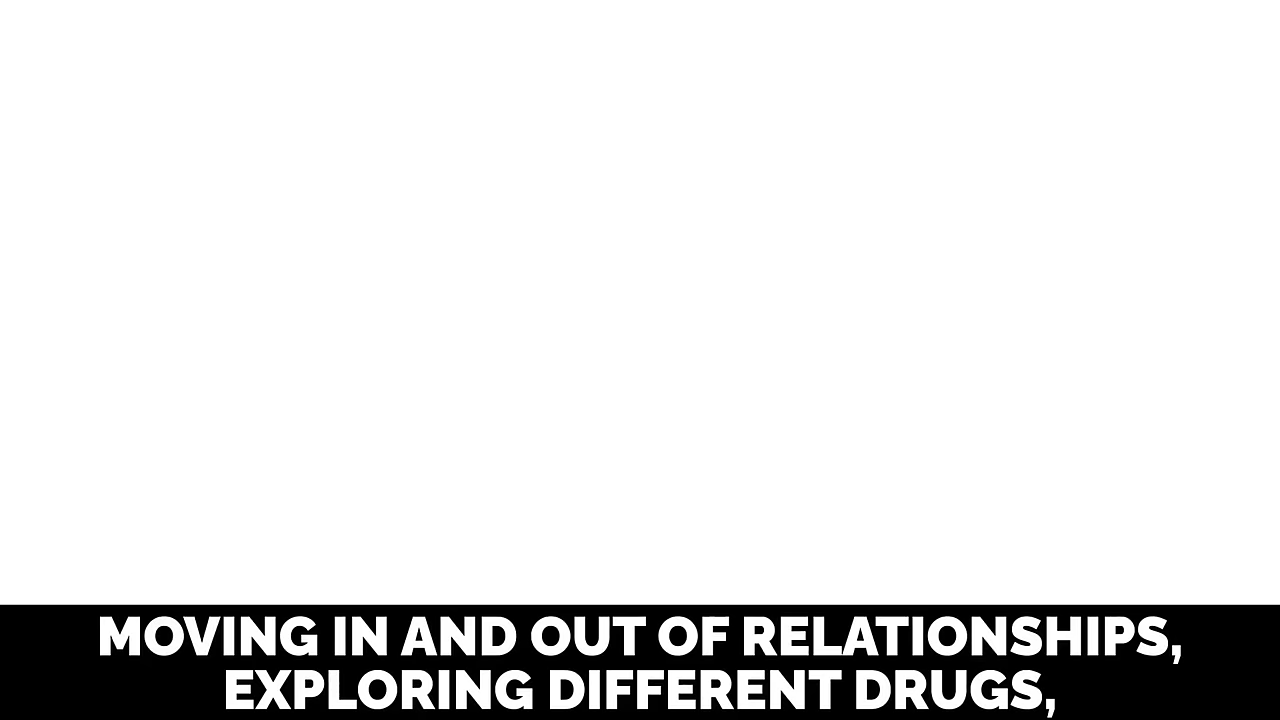 MOVING IN AND OUT OF RELATIONSHIPS,
EXPLORING DIFFERENT DRUGS,